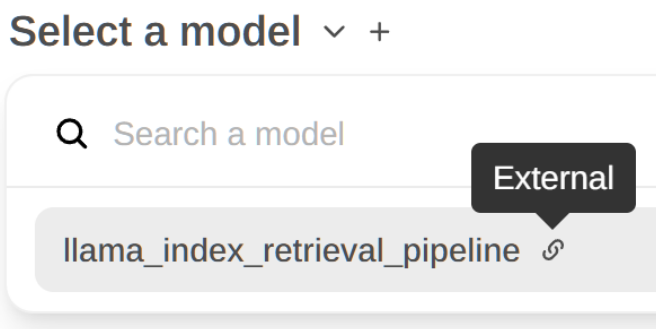 Select a model
Search a model
External
llama_index_retrieval_pipeline